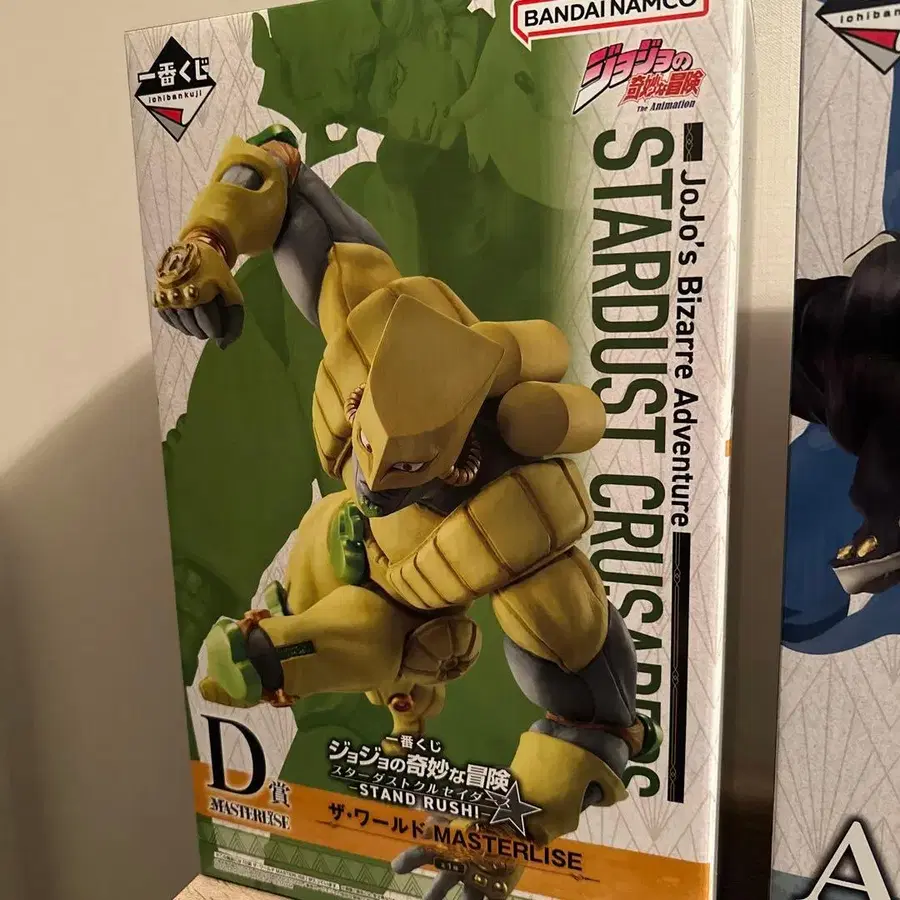 一番くじ
ichibankuji
BANDAI NAMCO
ジョジョの
奇妙な冒険
The Animation
JoJo's Bizarre Adventure
STARDUST CRUSADERS
D賞
MASTERLISE
一番くじ
ジョジョの奇妙な冒険
スターダストクルセイダース
-STAND RUSH!-
ザ・ワールド MASTERLISE
ichibankuji
A